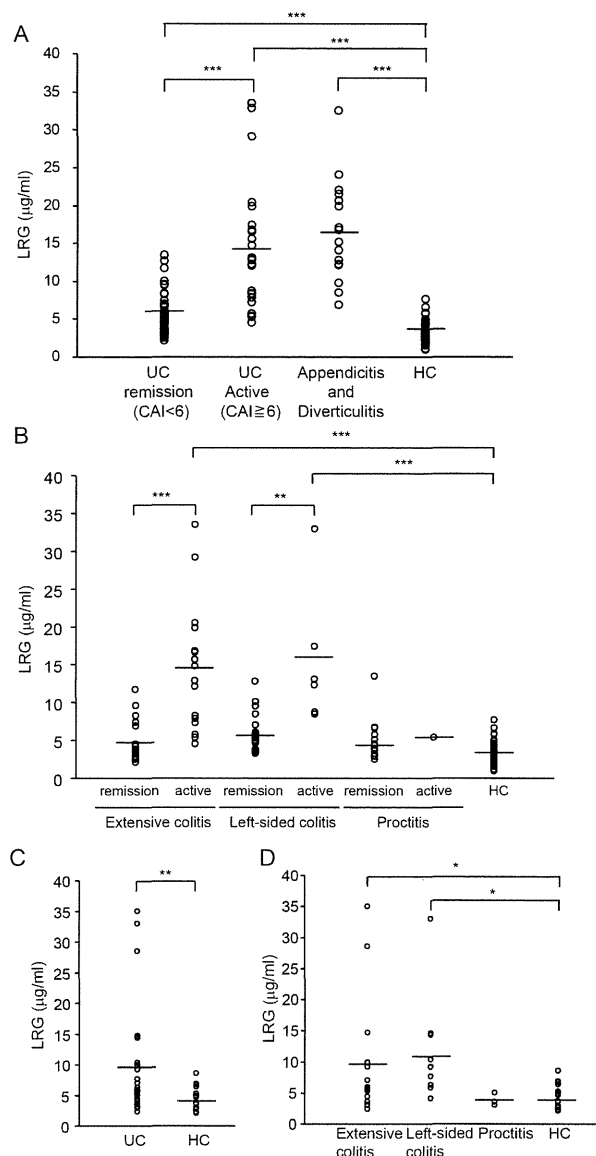 A
***
***
***
***
40
35
30
25
20
15
10
5
0
LRG (μg/ml)
UC remission (CAI<6)
UC Active (CAI≧6)
Appendicitis and Diverticulitis
HC
B
***
***
***
**
40
35
30
25
20
15
10
5
0
LRG (μg/ml)
remission active remission active remission active HC
Extensive colitis Left-sided colitis Proctitis
C
**
40
35
30
25
20
15
10
5
0
LRG (μg/ml)
UC HC
D
*
*
40
35
30
25
20
15
10
5
0
LRG (μg/ml)
Extensive colitis
Left-sided colitis
Proctitis
HC